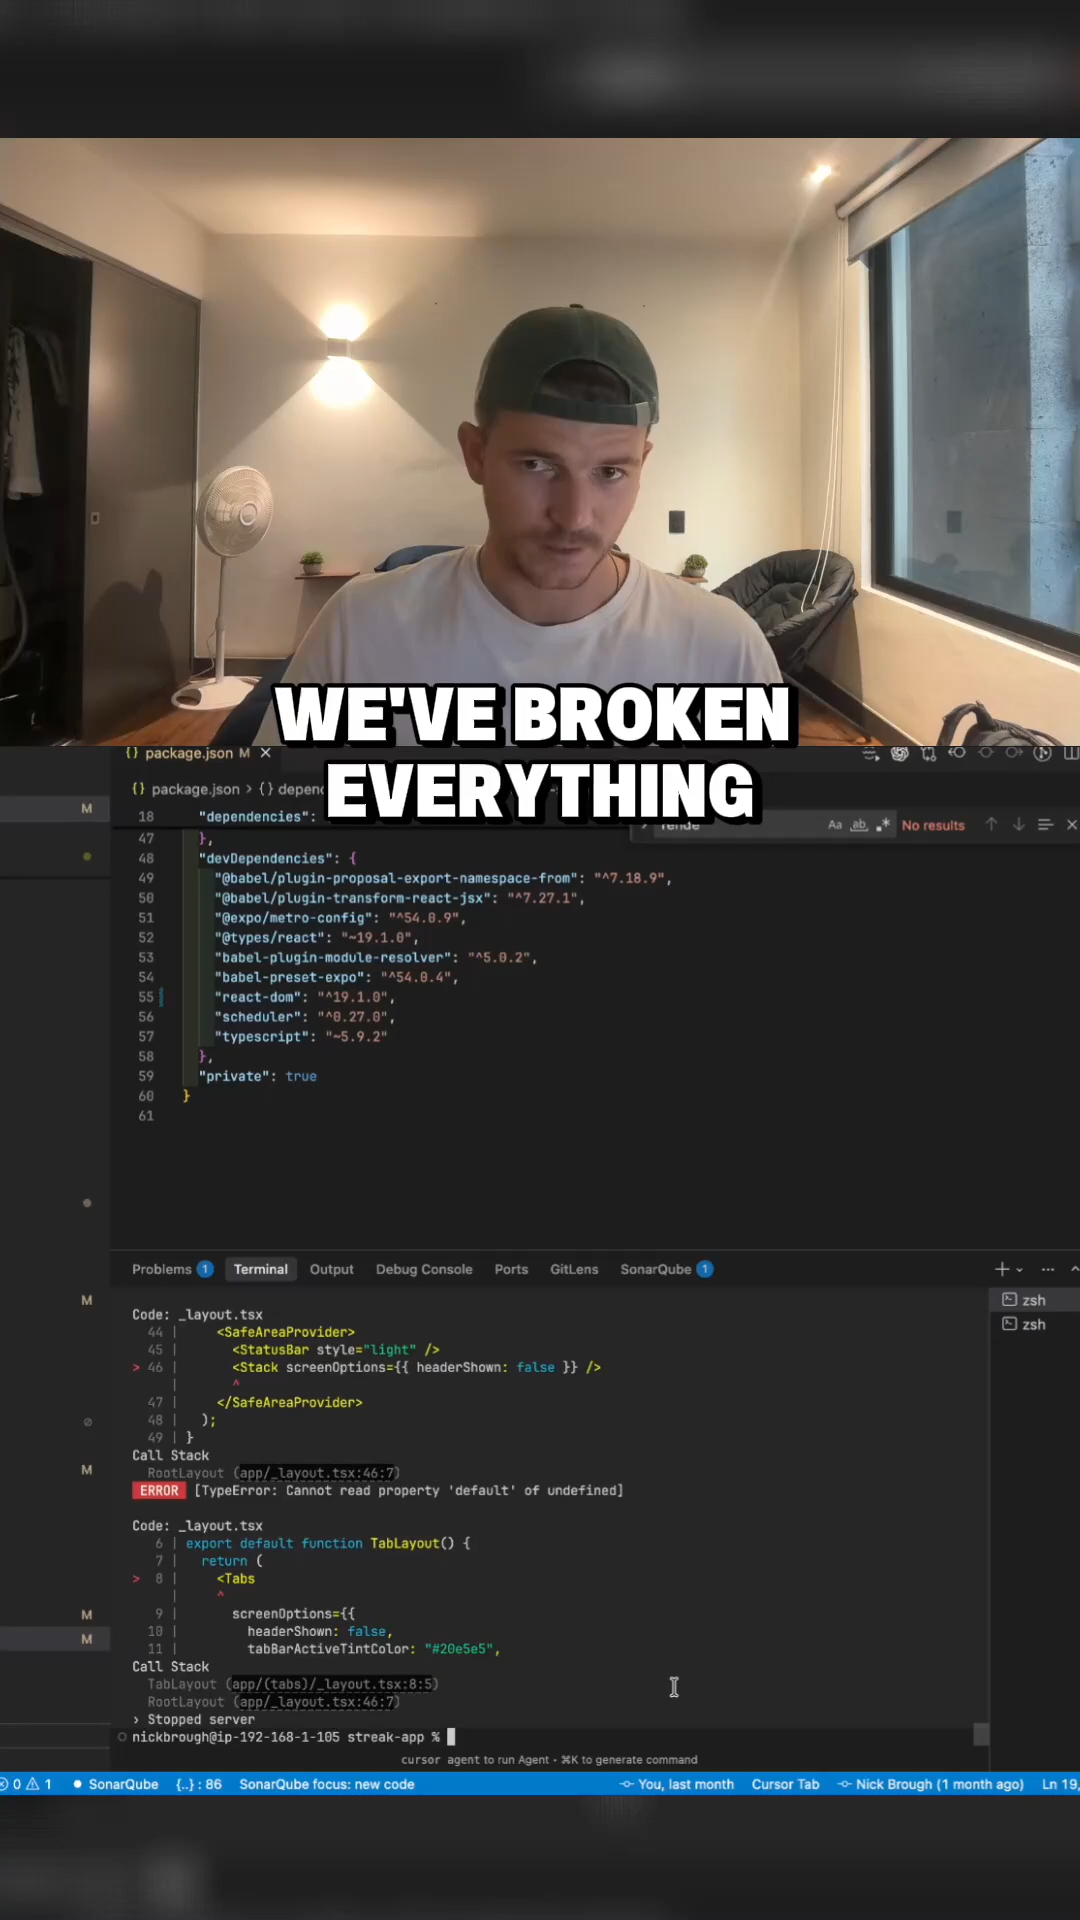 WE'VE BROKEN
EVERYTHING
{} package.json M ×
{} package.json > {} depend
18 "dependencies":
Aa ab .* No results
47 },
48 "devDependencies": {
49 "@babel/plugin-proposal-export-namespace-from": "^7.18.9",
50 "@babel/plugin-transform-react-jsx": "^7.27.1",
51 "@expo/metro-config": "^54.0.9",
52 "@types/react": "~19.1.0",
53 "babel-plugin-module-resolver": "^5.0.2",
54 "babel-preset-expo": "^54.0.4",
55 "react-dom": "^19.1.0",
56 "scheduler": "^0.27.0",
57 "typescript": "~5.9.2"
58 },
59 "private": true
60 }
61
M
M
M
M
M
Problems 1 Terminal Output Debug Console Ports GitLens SonarQube 1
zsh
zsh
Code: _layout.tsx
44 | <SafeAreaProvider>
45 | <StatusBar style="light" />
> 46 | <Stack screenOptions={{ headerShown: false }} />
| ^
47 | </SafeAreaProvider>
48 | );
49 | }
Call Stack
RootLayout (app/_layout.tsx:46:7)
ERROR [TypeError: Cannot read property 'default' of undefined]
Code: _layout.tsx
6 | export default function TabLayout() {
7 | return (
> 8 | <Tabs
| ^
9 | screenOptions={{
10 | headerShown: false,
11 | tabBarActiveTintColor: "#20e5e5",
Call Stack
TabLayout (app/(tabs)/_layout.tsx:8:5)
RootLayout (app/_layout.tsx:46:7)
› Stopped server
nickbrough@ip-192-168-1-105 streak-app %
cursor agent to run Agent · ⌘K to generate command
0 1 SonarQube {..} : 86 SonarQube focus: new code You, last month Cursor Tab Nick Brough (1 month ago) Ln 19,